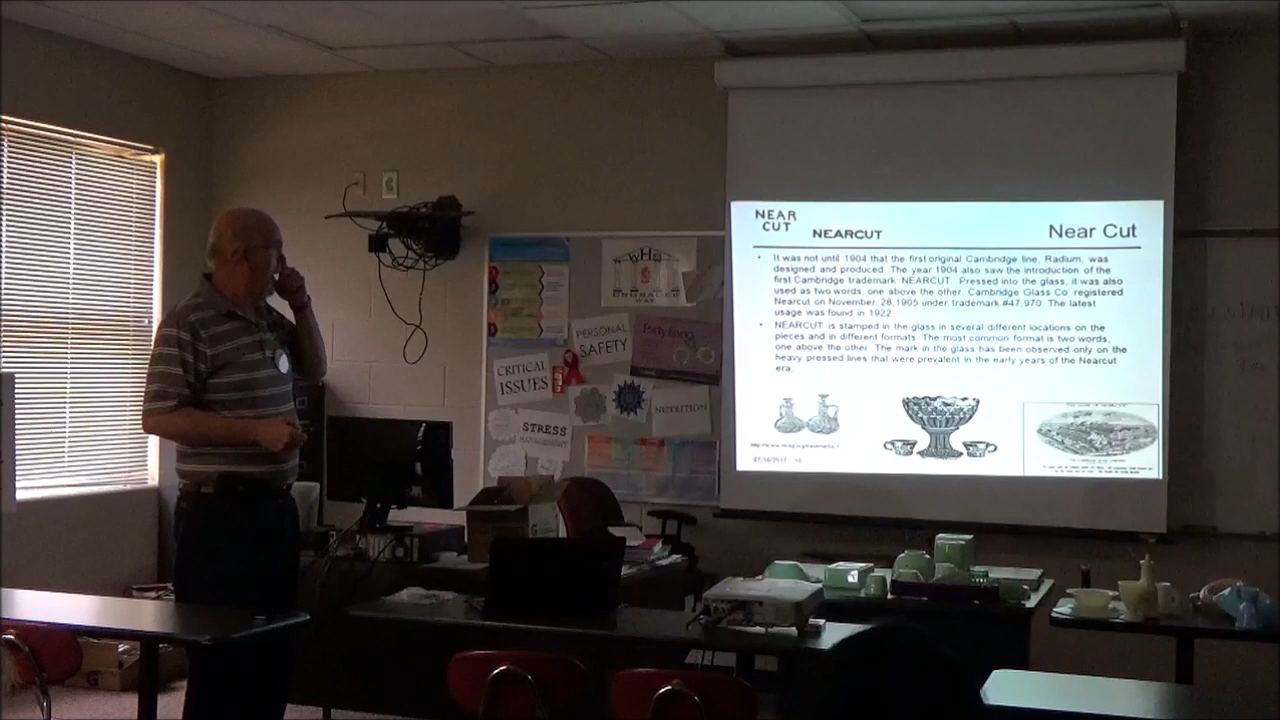 NEAR
CUT
NEARCUT
Near Cut
It was not until 1904 that the first original Cambridge line, Radium, was
designed and produced. The year 1904 also saw the introduction of the
first Cambridge trademark NEARCUT. Pressed into the glass, it was also
used as two words, one above the other. Cambridge Glass Co. registered
Nearcut on November 28,1905 under trademark #47,970. The latest
usage was found in 1922
NEARCUT is stamped in the glass in several different locations on the
pieces and in different formats. The most common format is two words,
one above the other. The mark in the glass has been observed only on the
heavy pressed lines that were prevalent in the early years of the Nearcut
era.
10
WHS
WAY
PERSONAL
SAFETY
CRITICAL
ISSUES
NUTRITION
STRESS
MANAGEMENT
G